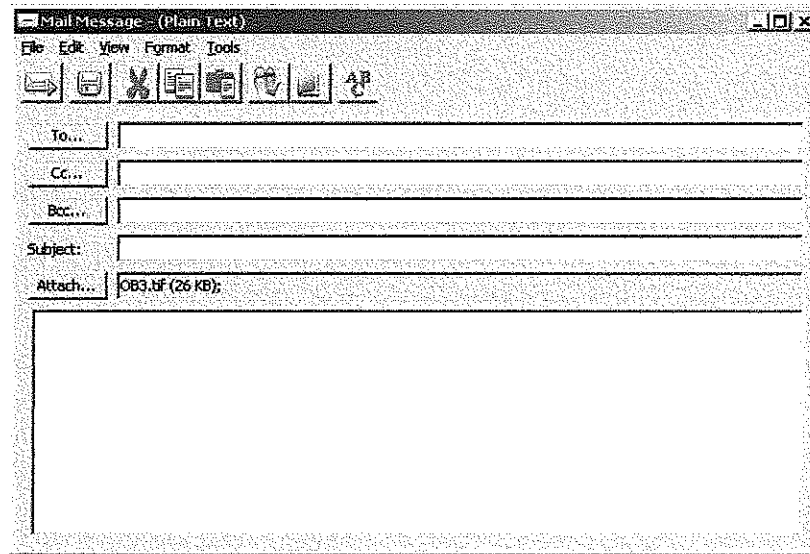 Mail Message - (Plain Text)
File Edit View Format Tools
A B C
To...
Cc...
Bcc...
Subject:
Attach... OB3.tif (26 KB);